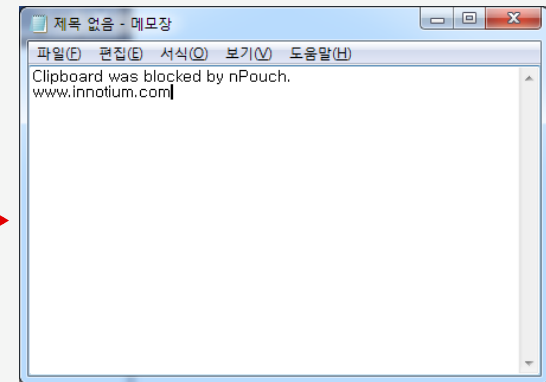 제목 없음 - 메모장
파일(F) 편집(E) 서식(O) 보기(V) 도움말(H)
Clipboard was blocked by nPouch.
www.innotium.com